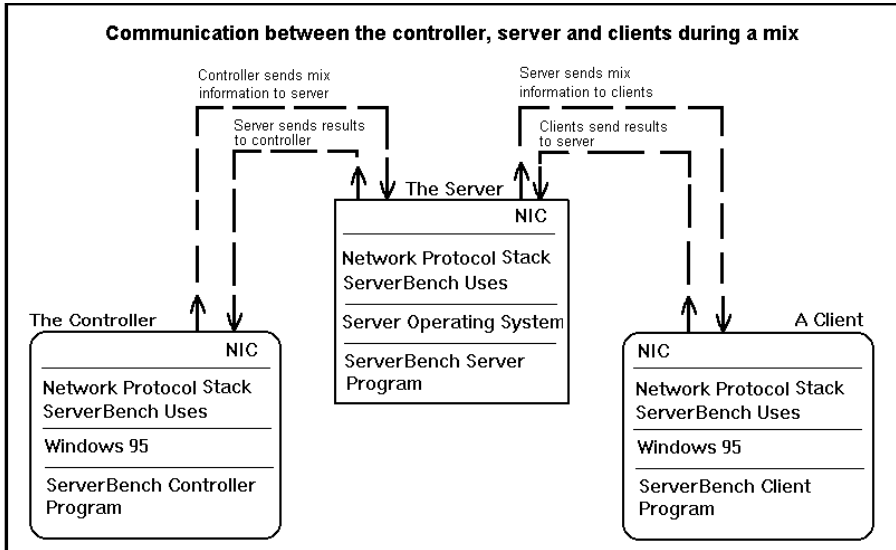 Communication between the controller, server and clients during a mix
Controller sends mix
information to server
Server sends results
to controller
Server sends mix
information to clients
Clients send results
to server
The Server
NIC
Network Protocol Stack
ServerBench Uses
Server Operating System
ServerBench Server
Program
The Controller
NIC
Network Protocol Stack
ServerBench Uses
Windows 95
ServerBench Controller
Program
A Client
NIC
Network Protocol Stack
ServerBench Uses
Windows 95
ServerBench Client
Program